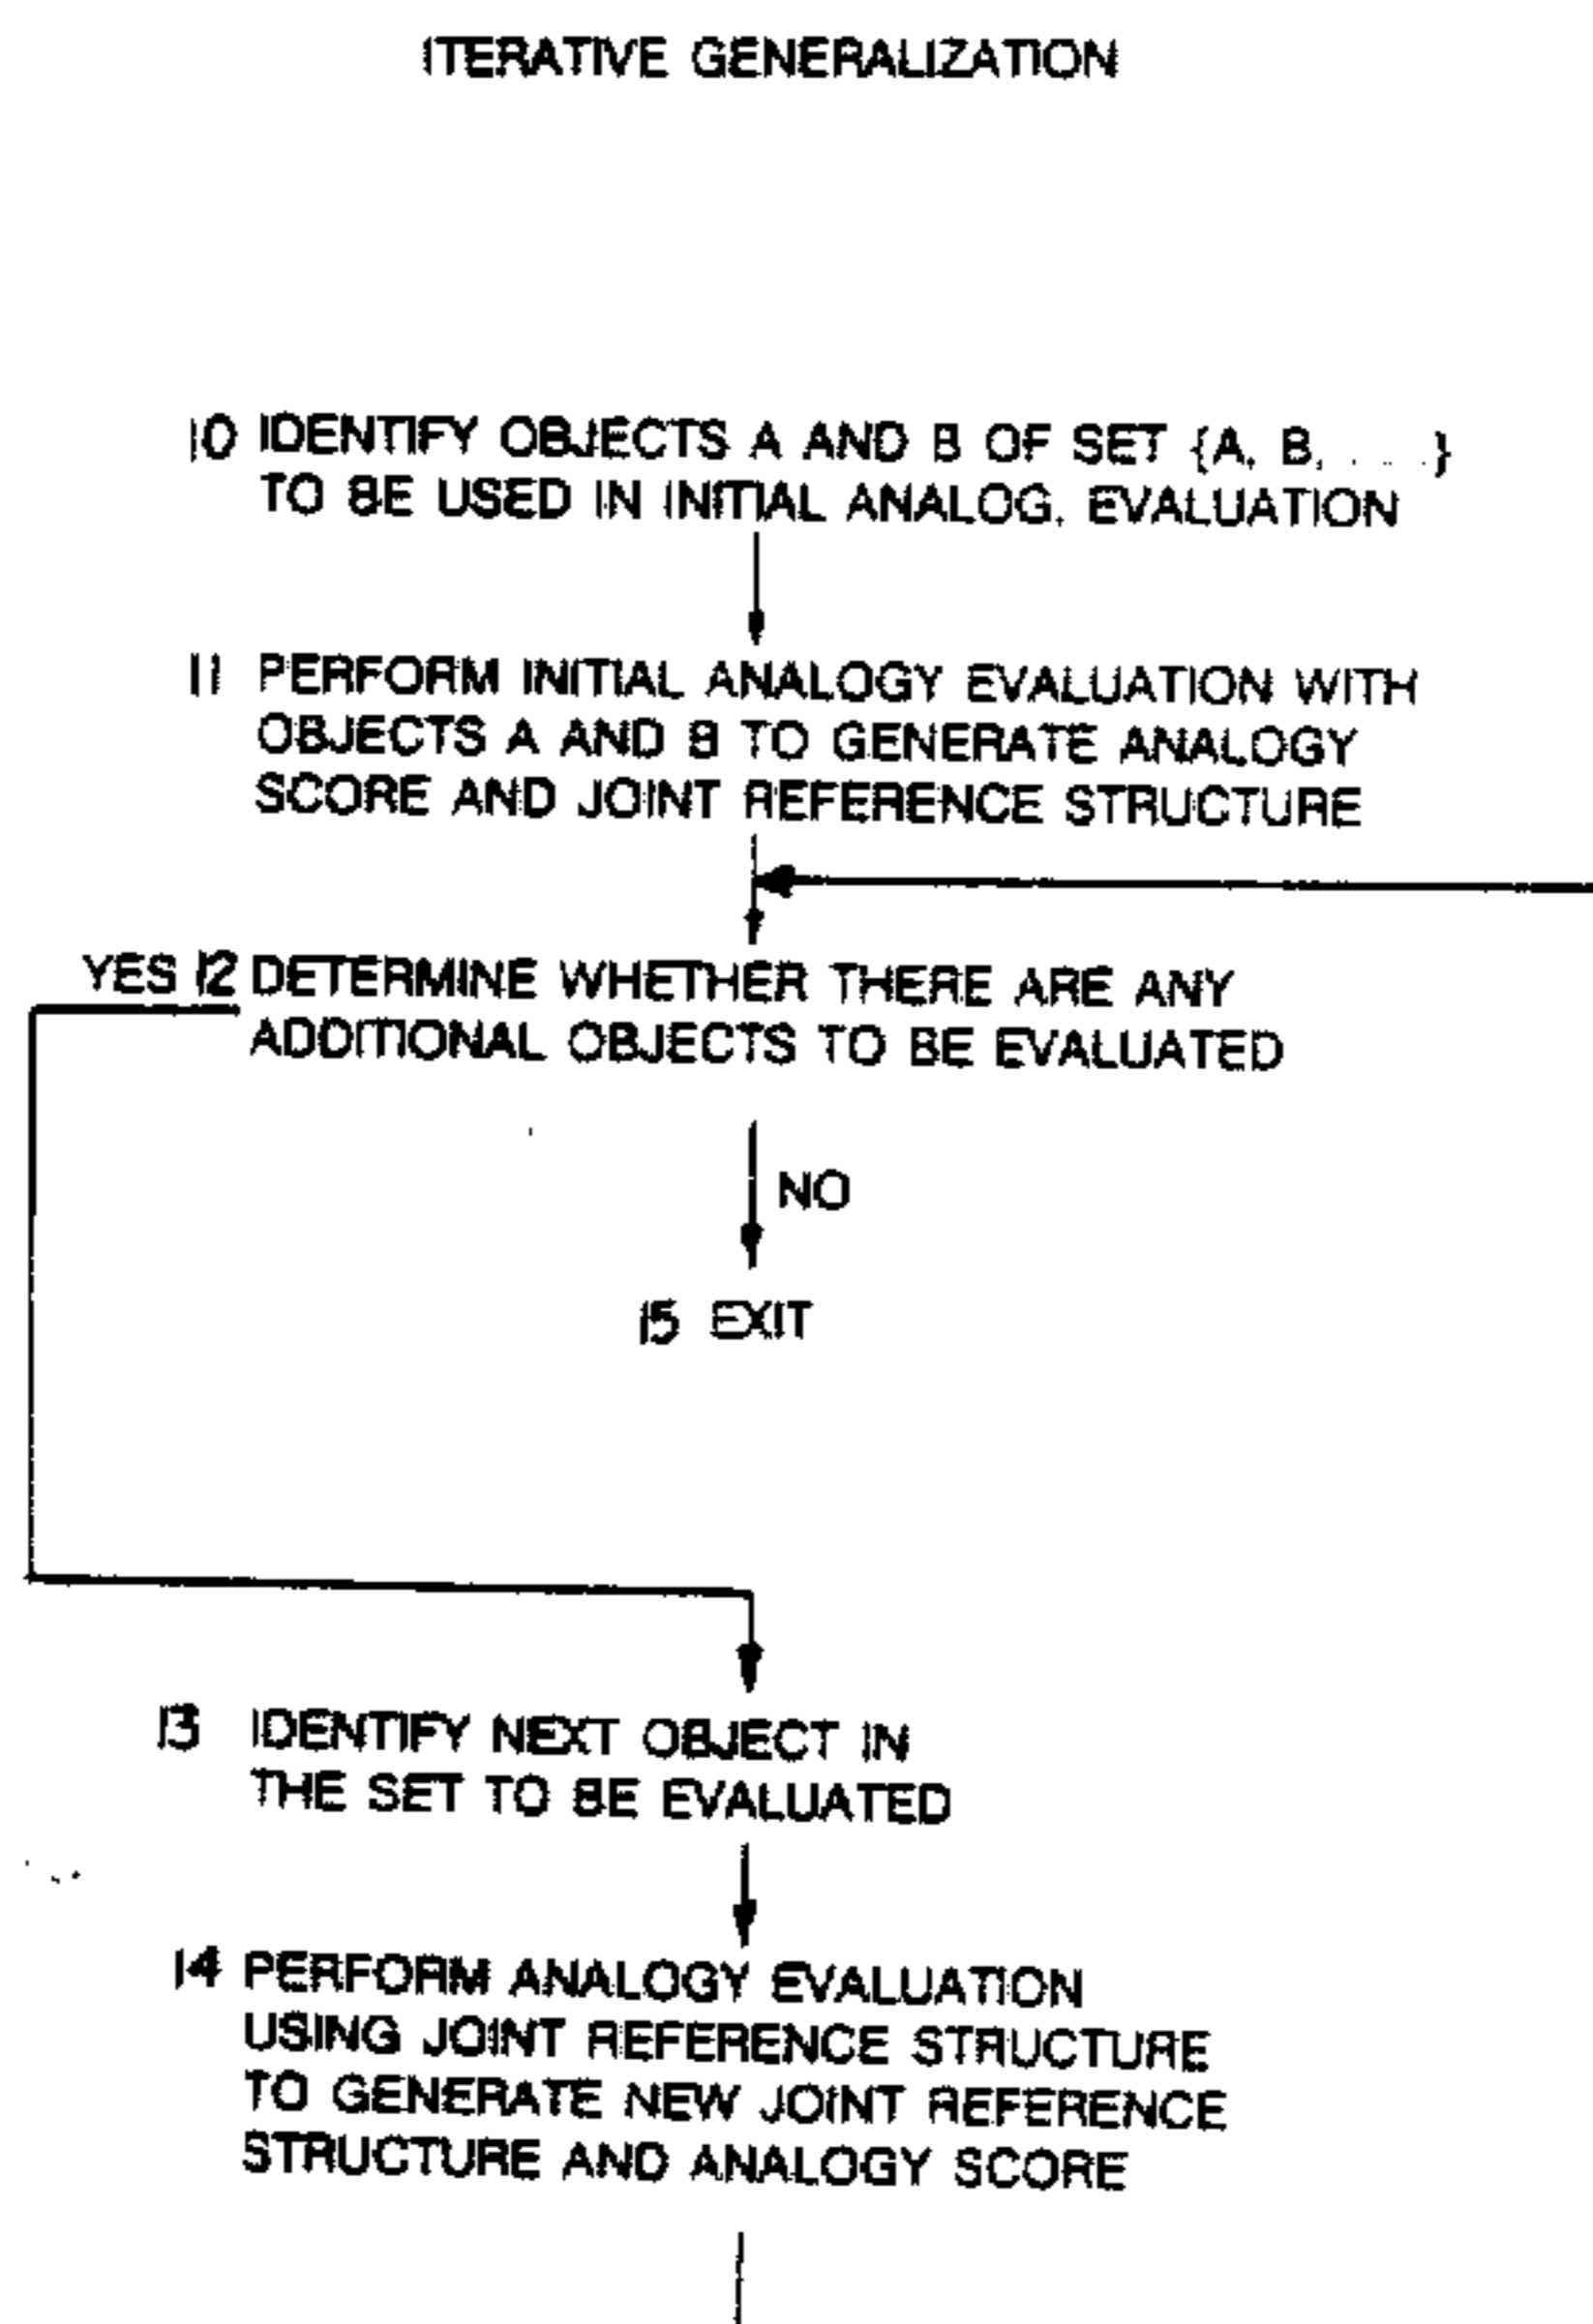 ITERATIVE GENERALIZATION
10 IDENTIFY OBJECTS A AND B OF SET {A, B, . . . }
TO BE USED IN INITIAL ANALOG. EVALUATION
11 PERFORM INITIAL ANALOGY EVALUATION WITH
OBJECTS A AND B TO GENERATE ANALOGY
SCORE AND JOINT REFERENCE STRUCTURE
YES 12 DETERMINE WHETHER THERE ARE ANY
ADDITIONAL OBJECTS TO BE EVALUATED
NO
15 EXIT
13 IDENTIFY NEXT OBJECT IN
THE SET TO BE EVALUATED
14 PERFORM ANALOGY EVALUATION
USING JOINT REFERENCE STRUCTURE
TO GENERATE NEW JOINT REFERENCE
STRUCTURE AND ANALOGY SCORE